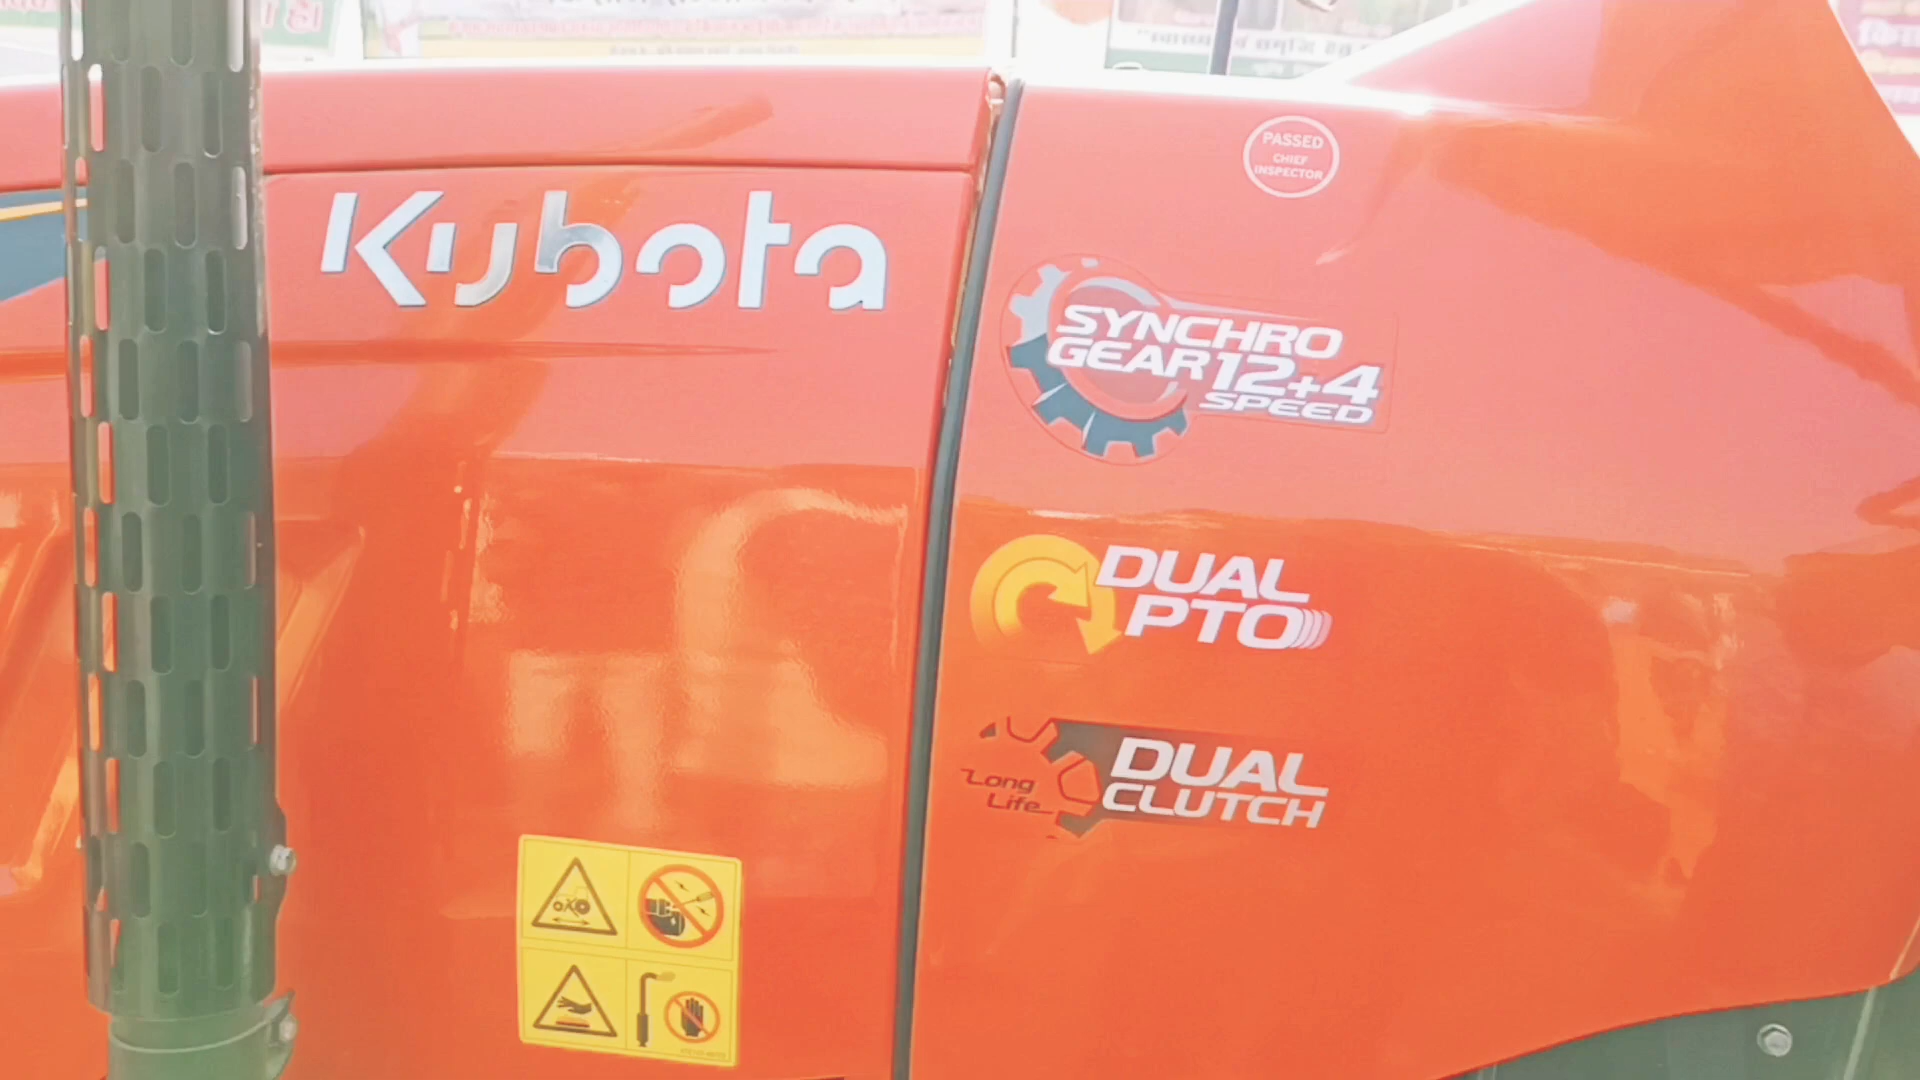 Kubota
PASSED
CHIEF
INSPECTOR
SYNCHRO
GEAR 12+4
SPEED
DUAL
PTO
Long
Life
DUAL
CLUTCH